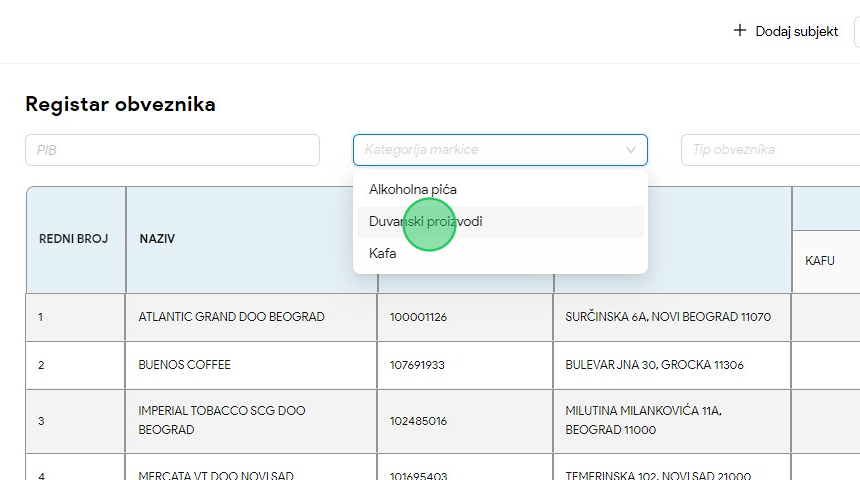 Dodaj subjekt
Registar obveznika
PIB
Kategorija markice
Tip obveznika
Alkoholna pića
Duvanski proizvodi
Kafa
REDNI BROJ
NAZIV
KAFU
1
ATLANTIC GRAND DOO BEOGRAD
100001126
SURČINSKA 6A, NOVI BEOGRAD 11070
2
BUENOS COFFEE
107691933
BULEVAR JNA 30, GROCKA 11306
3
IMPERIAL TOBACCO SCG DOO
BEOGRAD
102485016
MILUTINA MILANKOVIĆA 11A,
BEOGRAD 11000
4
MERCATA VT DOO NOVI SAD
101695403
TEMERINSKA 102, NOVI SAD 21000